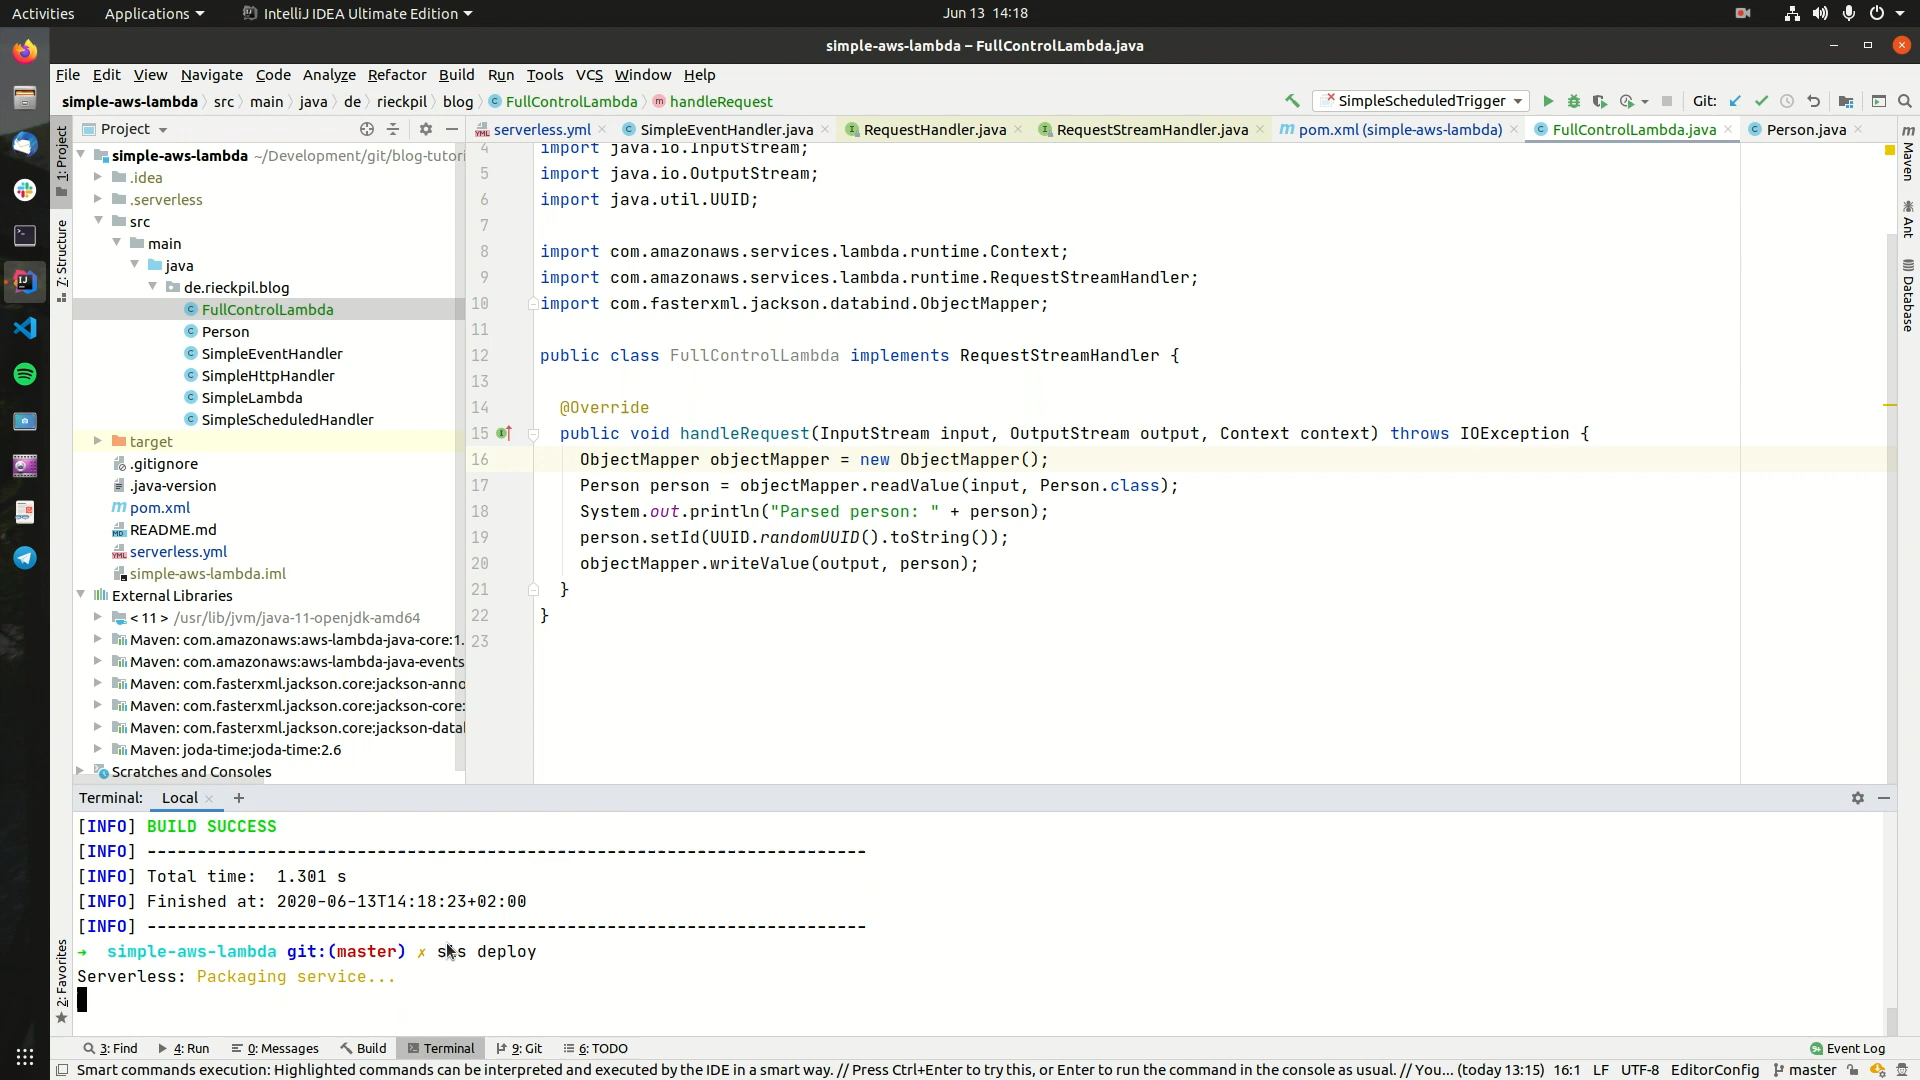 Activities Applications IntelliJ IDEA Ultimate Edition Jun 13 14:18
simple-aws-lambda – FullControlLambda.java
File Edit View Navigate Code Analyze Refactor Build Run Tools VCS Window Help
simple-aws-lambda src main java de rieckpil blog FullControlLambda handleRequest SimpleScheduledTrigger Git:
Project serverless.yml SimpleEventHandler.java RequestHandler.java RequestStreamHandler.java pom.xml (simple-aws-lambda) FullControlLambda.java Person.java
1: Project
Z: Structure
2: Favorites
simple-aws-lambda ~/Development/git/blog-tutori
.idea
.serverless
src
main
java
de.rieckpil.blog
FullControlLambda
Person
SimpleEventHandler
SimpleHttpHandler
SimpleLambda
SimpleScheduledHandler
target
.gitignore
.java-version
pom.xml
README.md
serverless.yml
simple-aws-lambda.iml
External Libraries
< 11 > /usr/lib/jvm/java-11-openjdk-amd64
Maven: com.amazonaws:aws-lambda-java-core:1.
Maven: com.amazonaws:aws-lambda-java-events
Maven: com.fasterxml.jackson.core:jackson-anno
Maven: com.fasterxml.jackson.core:jackson-core:
Maven: com.fasterxml.jackson.core:jackson-data
Maven: joda-time:joda-time:2.6
Scratches and Consoles
4 import java.io.InputStream;
5 import java.io.OutputStream;
6 import java.util.UUID;
7
8 import com.amazonaws.services.lambda.runtime.Context;
9 import com.amazonaws.services.lambda.runtime.RequestStreamHandler;
10 import com.fasterxml.jackson.databind.ObjectMapper;
11
12 public class FullControlLambda implements RequestStreamHandler {
13
14 @Override
15 public void handleRequest(InputStream input, OutputStream output, Context context) throws IOException {
16 ObjectMapper objectMapper = new ObjectMapper();
17 Person person = objectMapper.readValue(input, Person.class);
18 System.out.println("Parsed person: " + person);
19 person.setId(UUID.randomUUID().toString());
20 objectMapper.writeValue(output, person);
21 }
22 }
23
Maven
Ant
Database
Terminal: Local
[INFO] BUILD SUCCESS
[INFO] ------------------------------------------------------------------------
[INFO] Total time:  1.301 s
[INFO] Finished at: 2020-06-13T14:18:23+02:00
[INFO] ------------------------------------------------------------------------
→ simple-aws-lambda git:(master) ✗ sls deploy
Serverless: Packaging service...
3: Find 4: Run 0: Messages Build Terminal 9: Git 6: TODO Event Log
Smart commands execution: Highlighted commands can be interpreted and executed by the IDE in a smart way. // Press Ctrl+Enter to try this, or Enter to run the command in the console as usual. // You... (today 13:15) 16:1 LF UTF-8 EditorConfig master